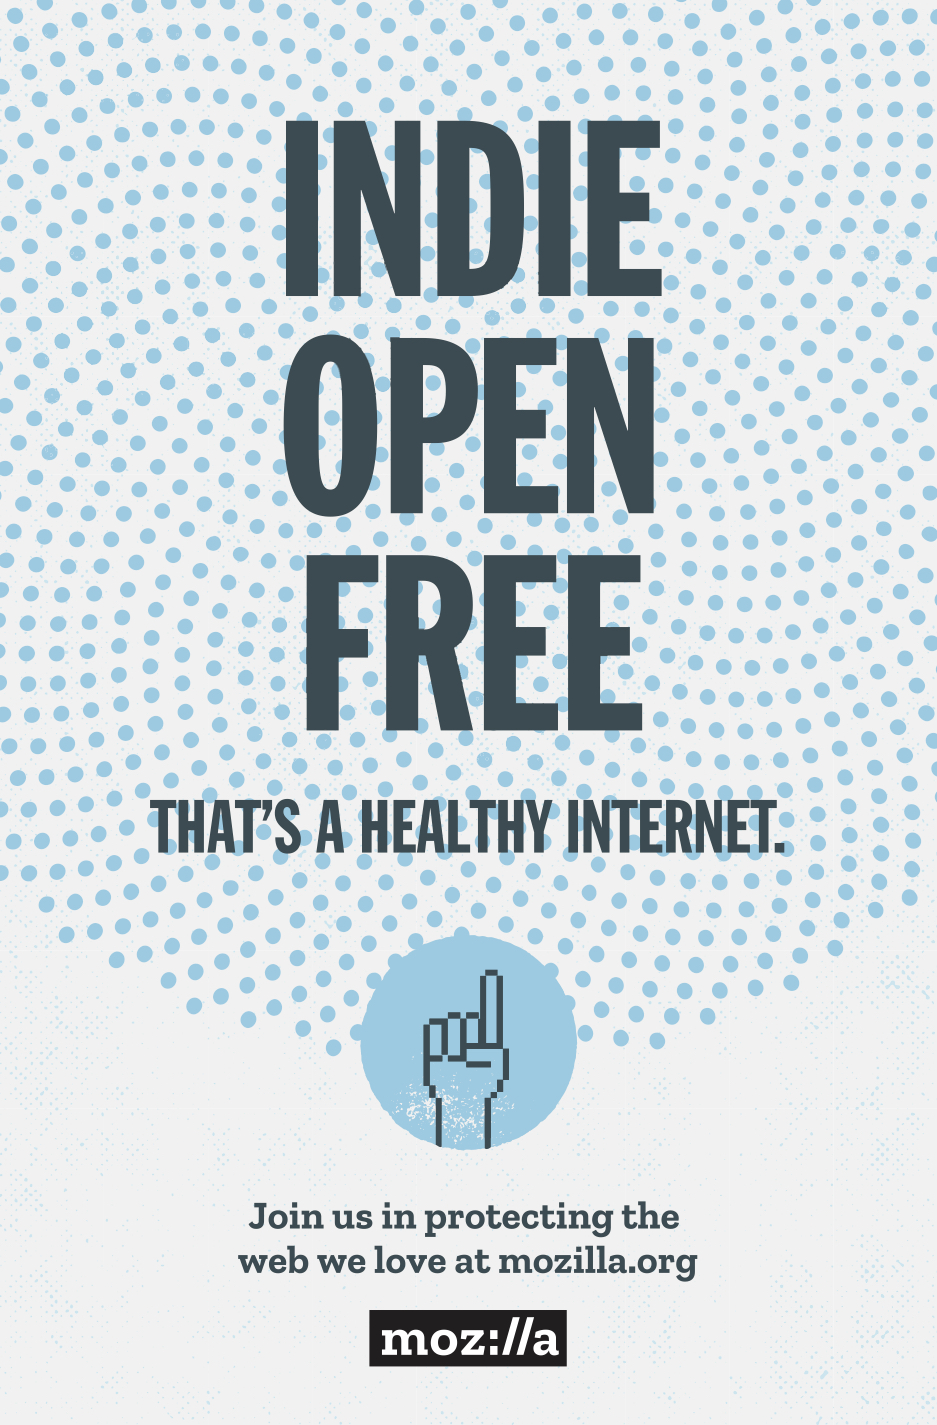 INDIE
OPEN
FREE
THAT’S A HEALTHY INTERNET.
Join us in protecting the
web we love at mozilla.org
moz://a